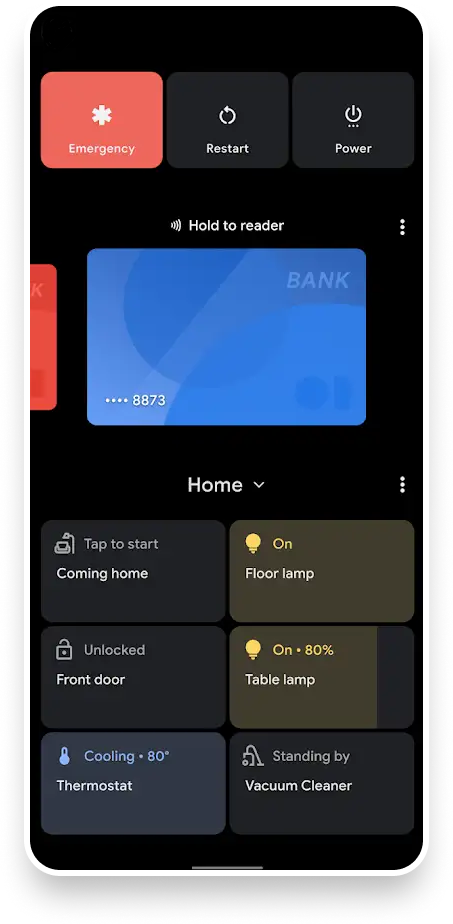 Emergency
Restart
Power
Hold to reader
K
BANK
•••• 8873
Home
Tap to start
Coming home
On
Floor lamp
Unlocked
Front door
On • 80%
Table lamp
Cooling • 80°
Thermostat
Standing by
Vacuum Cleaner